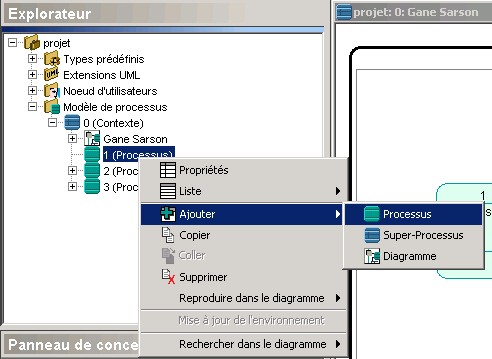 Explorateur
projet
Types prédéfinis
Extensions UML
Noeud d'utilisateurs
Modèle de processus
0 (Contexte)
Gane Sarson
1 (Processus)
2 (Proc
3 (Proc
Panneau de conce
Propriétés
Liste
Ajouter
Copier
Coller
Supprimer
Reproduire dans le diagramme
Mise à jour de l'environnement
Rechercher dans le diagramme
Processus
Super-Processus
Diagramme
projet: 0: Gane Sarson
1
s